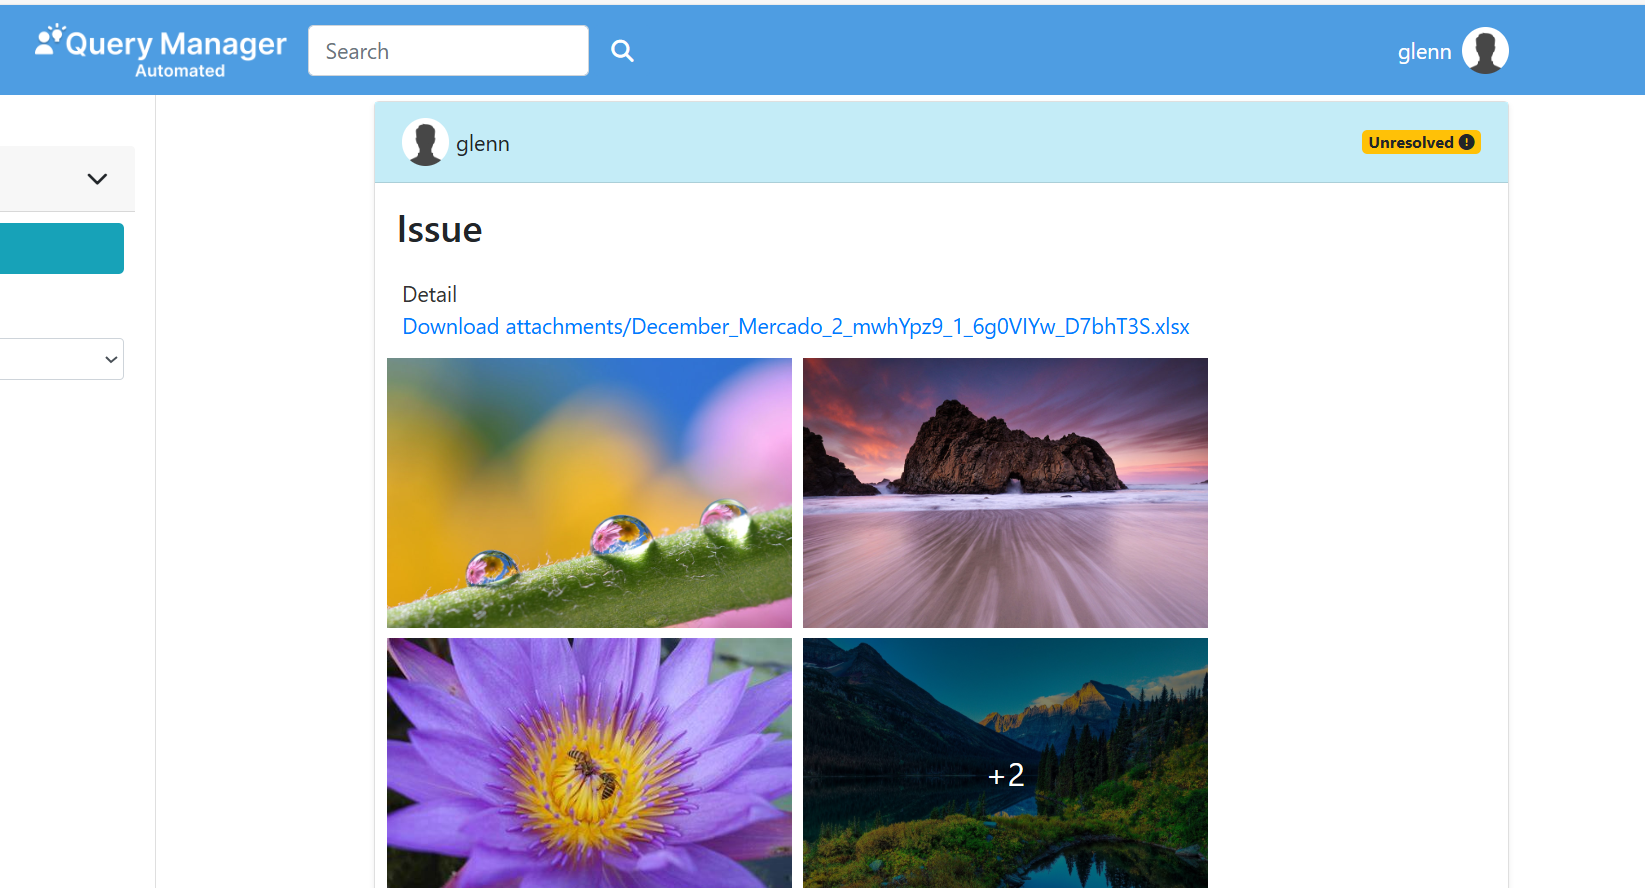 Query Manager
Automated
Search
glenn
glenn
Unresolved
Issue
Detail
Download attachments/December_Mercado_2_mwhYpz9_1_6g0VIYw_D7bhT3S.xlsx
+2